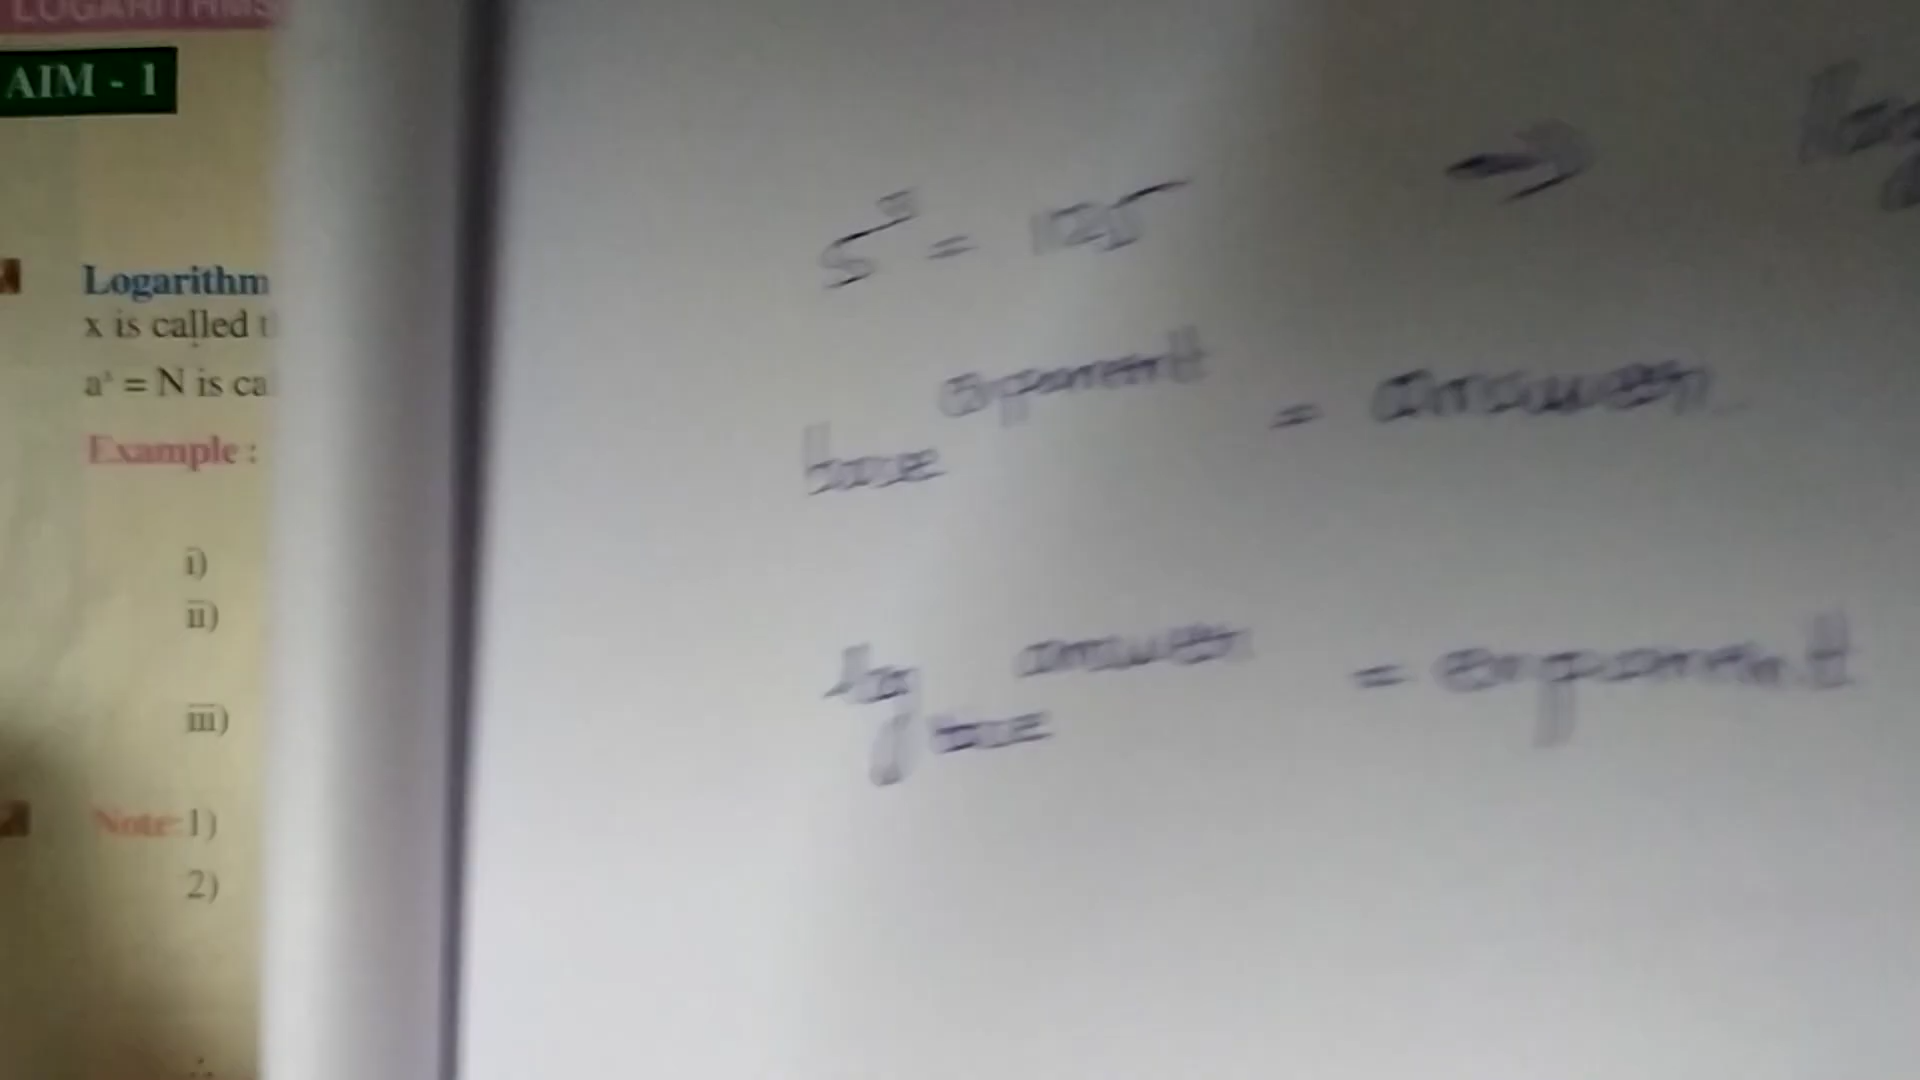 LOGARITHMS
AIM - 1
Logarithm
x is called t
aˣ = N is ca
Example :
i)
ii)
iii)
Note: 1)
2)
∴
5³ = 125 ⇒ log
base^exponent = answer
log_base answer = exponent